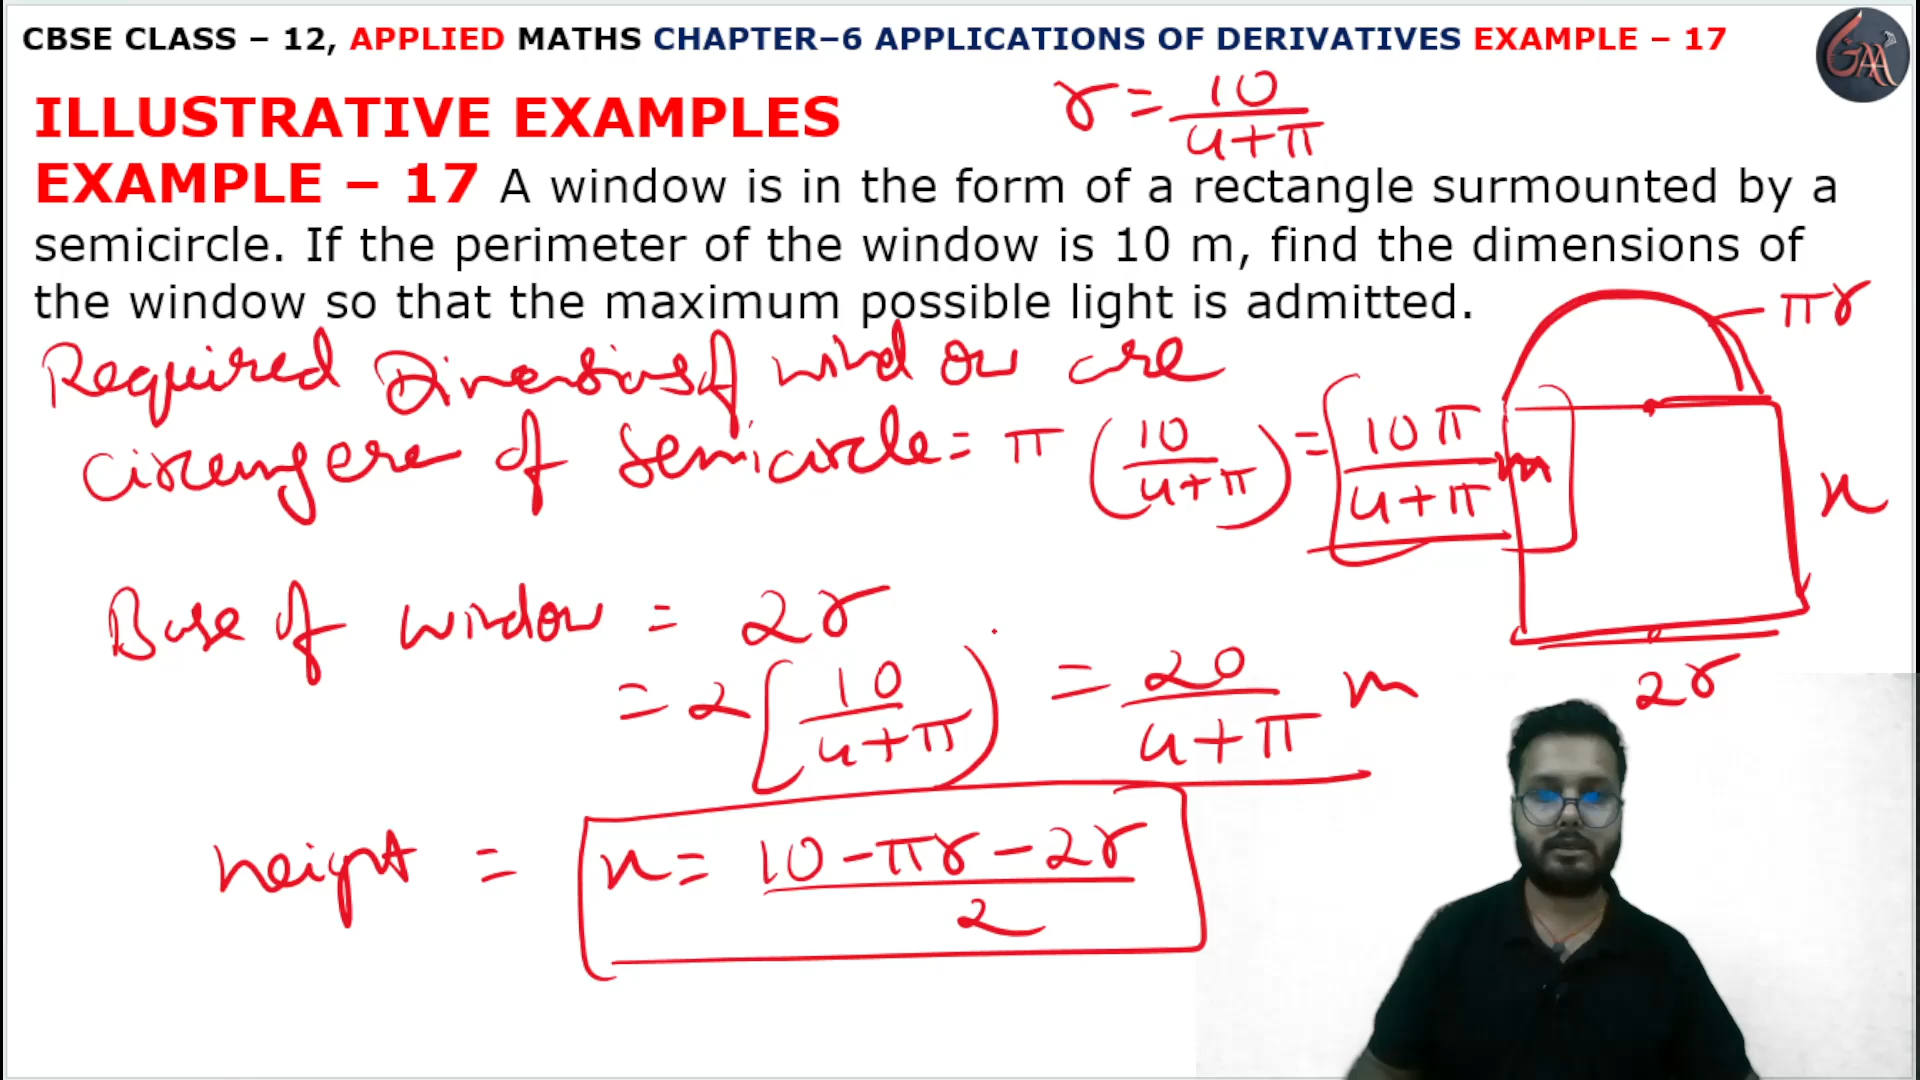 CBSE CLASS – 12, APPLIED MATHS CHAPTER–6 APPLICATIONS OF DERIVATIVES EXAMPLE – 17
ILLUSTRATIVE EXAMPLES
r = 10/(4+π)
EXAMPLE – 17 A window is in the form of a rectangle surmounted by a
semicircle. If the perimeter of the window is 10 m, find the dimensions of
the window so that the maximum possible light is admitted.
πr
Required Dimensions of window are
of semicircle = π (10/(4+π)) = 10π/(4+π) m
x
Base of window = 2r
= 2 [10/(4+π)) = 20/(4+π) m
2r
height = x = (10 - πr - 2r)/2